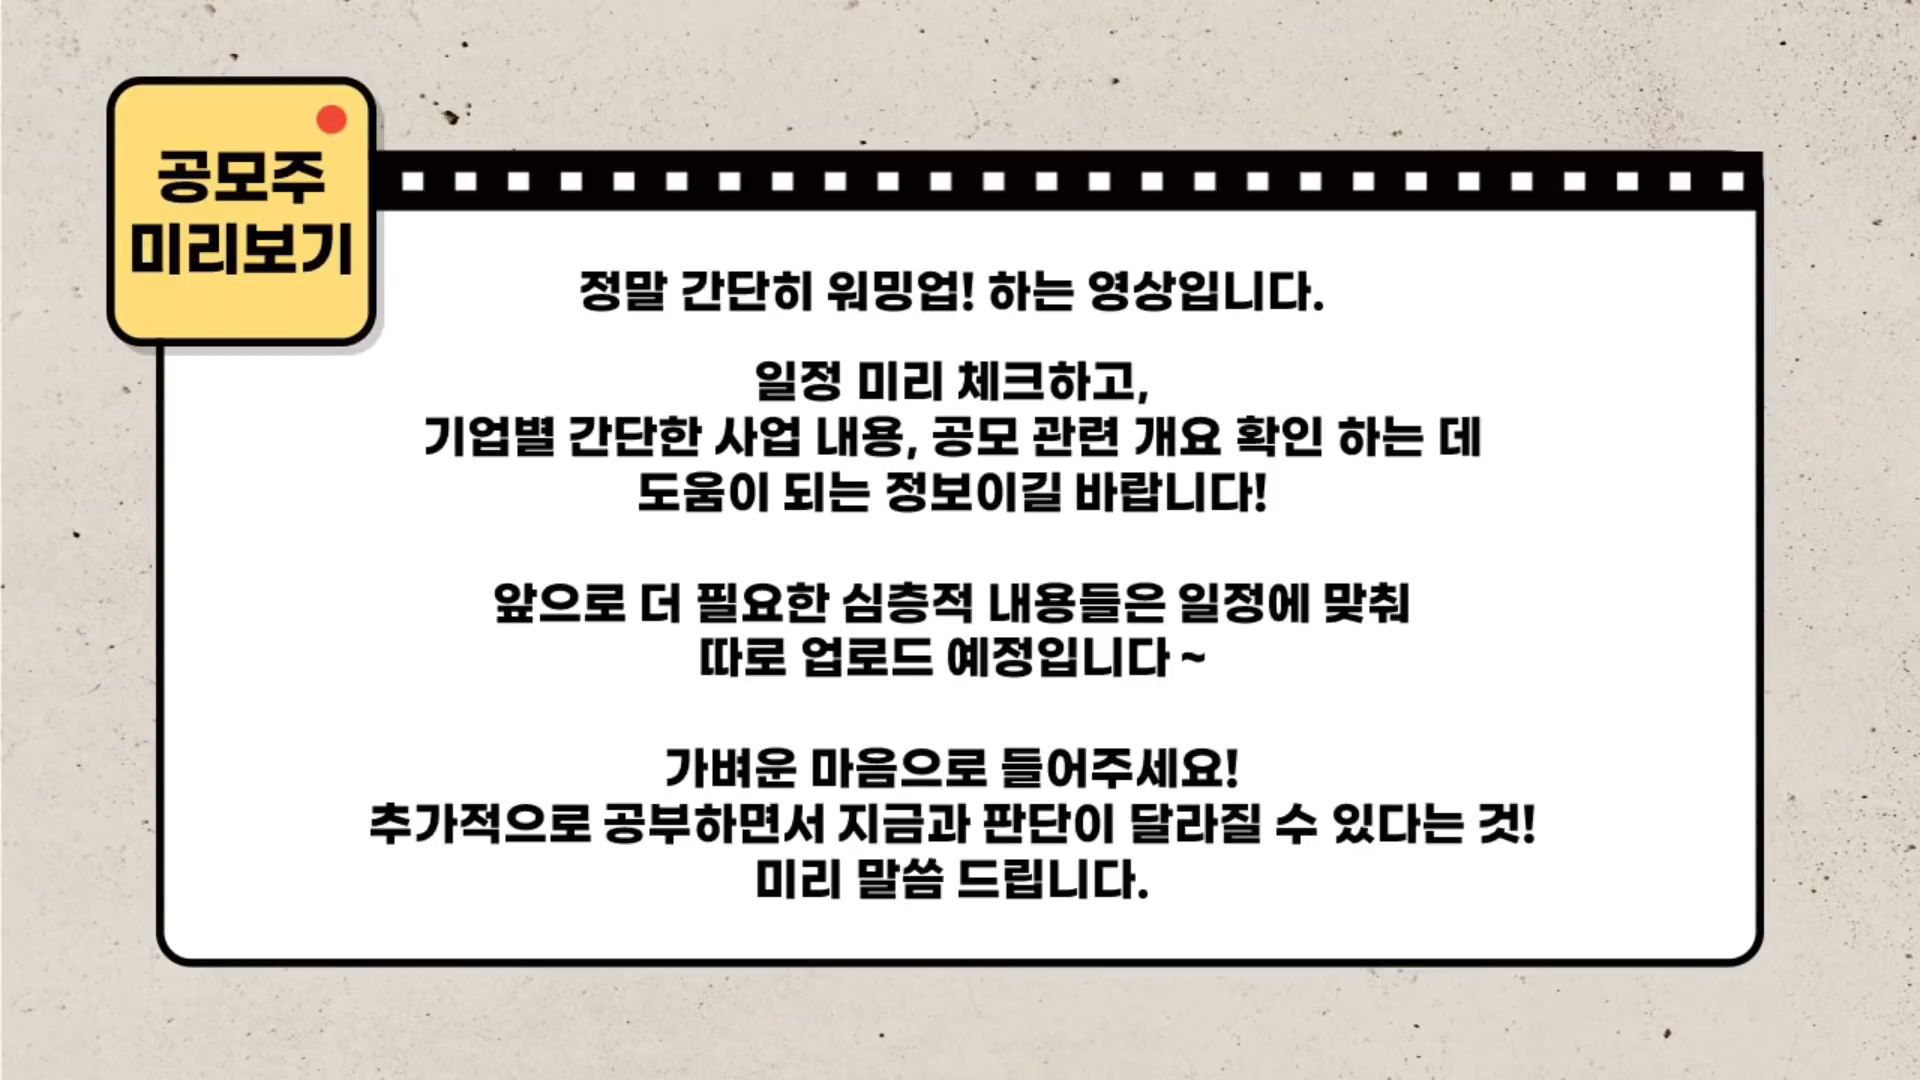 공모주
미리보기
정말 간단히 워밍업! 하는 영상입니다.
일정 미리 체크하고,
기업별 간단한 사업 내용, 공모 관련 개요 확인 하는 데
도움이 되는 정보이길 바랍니다!
앞으로 더 필요한 심층적 내용들은 일정에 맞춰
따로 업로드 예정입니다 ~
가벼운 마음으로 들어주세요!
추가적으로 공부하면서 지금과 판단이 달라질 수 있다는 것!
미리 말씀 드립니다.